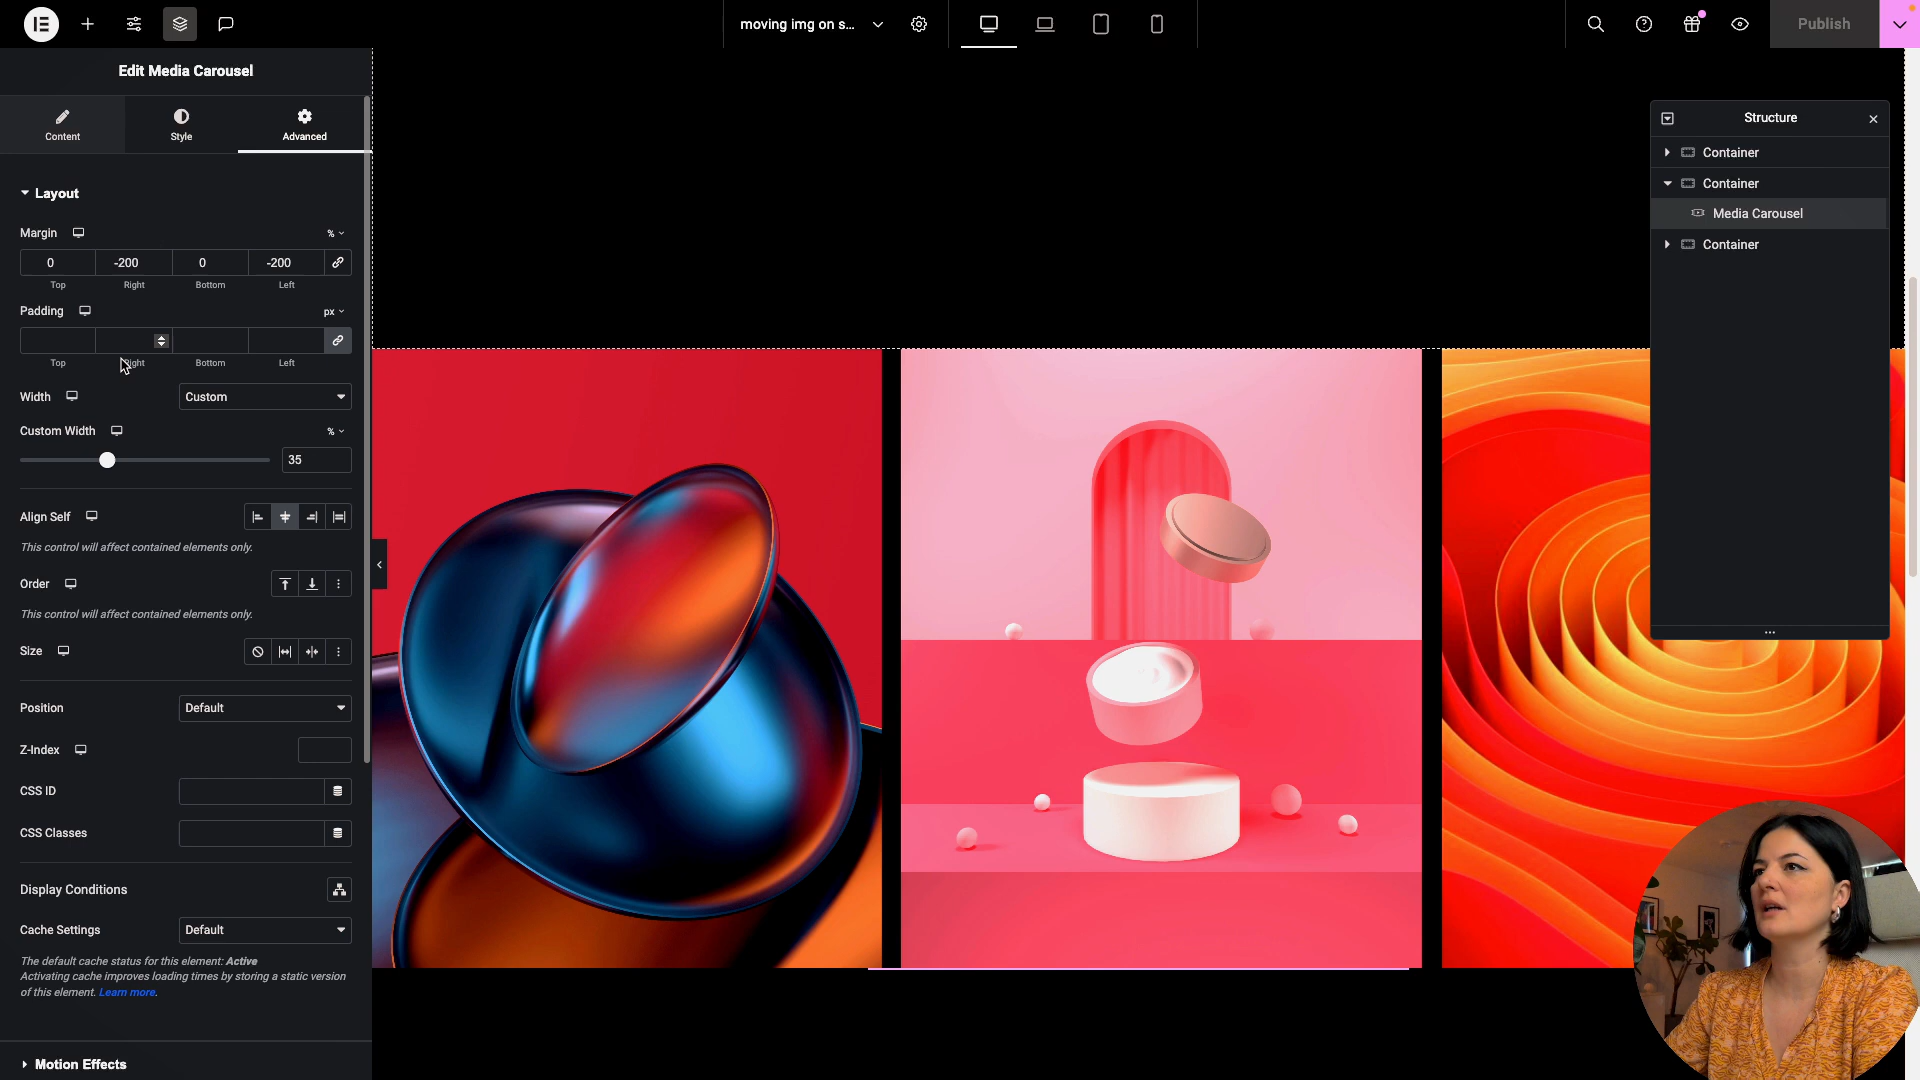 moving img on s...
Publish
Edit Media Carousel
Content
Style
Advanced
Structure
Container
Container
Media Carousel
Container
Layout
Margin
%
0
-200
0
-200
Top
Right
Bottom
Left
Padding
px
Top
Right
Bottom
Left
Width
Custom
Custom Width
%
35
Align Self
This control will affect contained elements only.
Order
This control will affect contained elements only.
Size
Position
Default
Z-Index
CSS ID
CSS Classes
Display Conditions
Cache Settings
Default
The default cache status for this element: Active
Activating cache improves loading times by storing a static version
of this element. Learn more.
Motion Effects